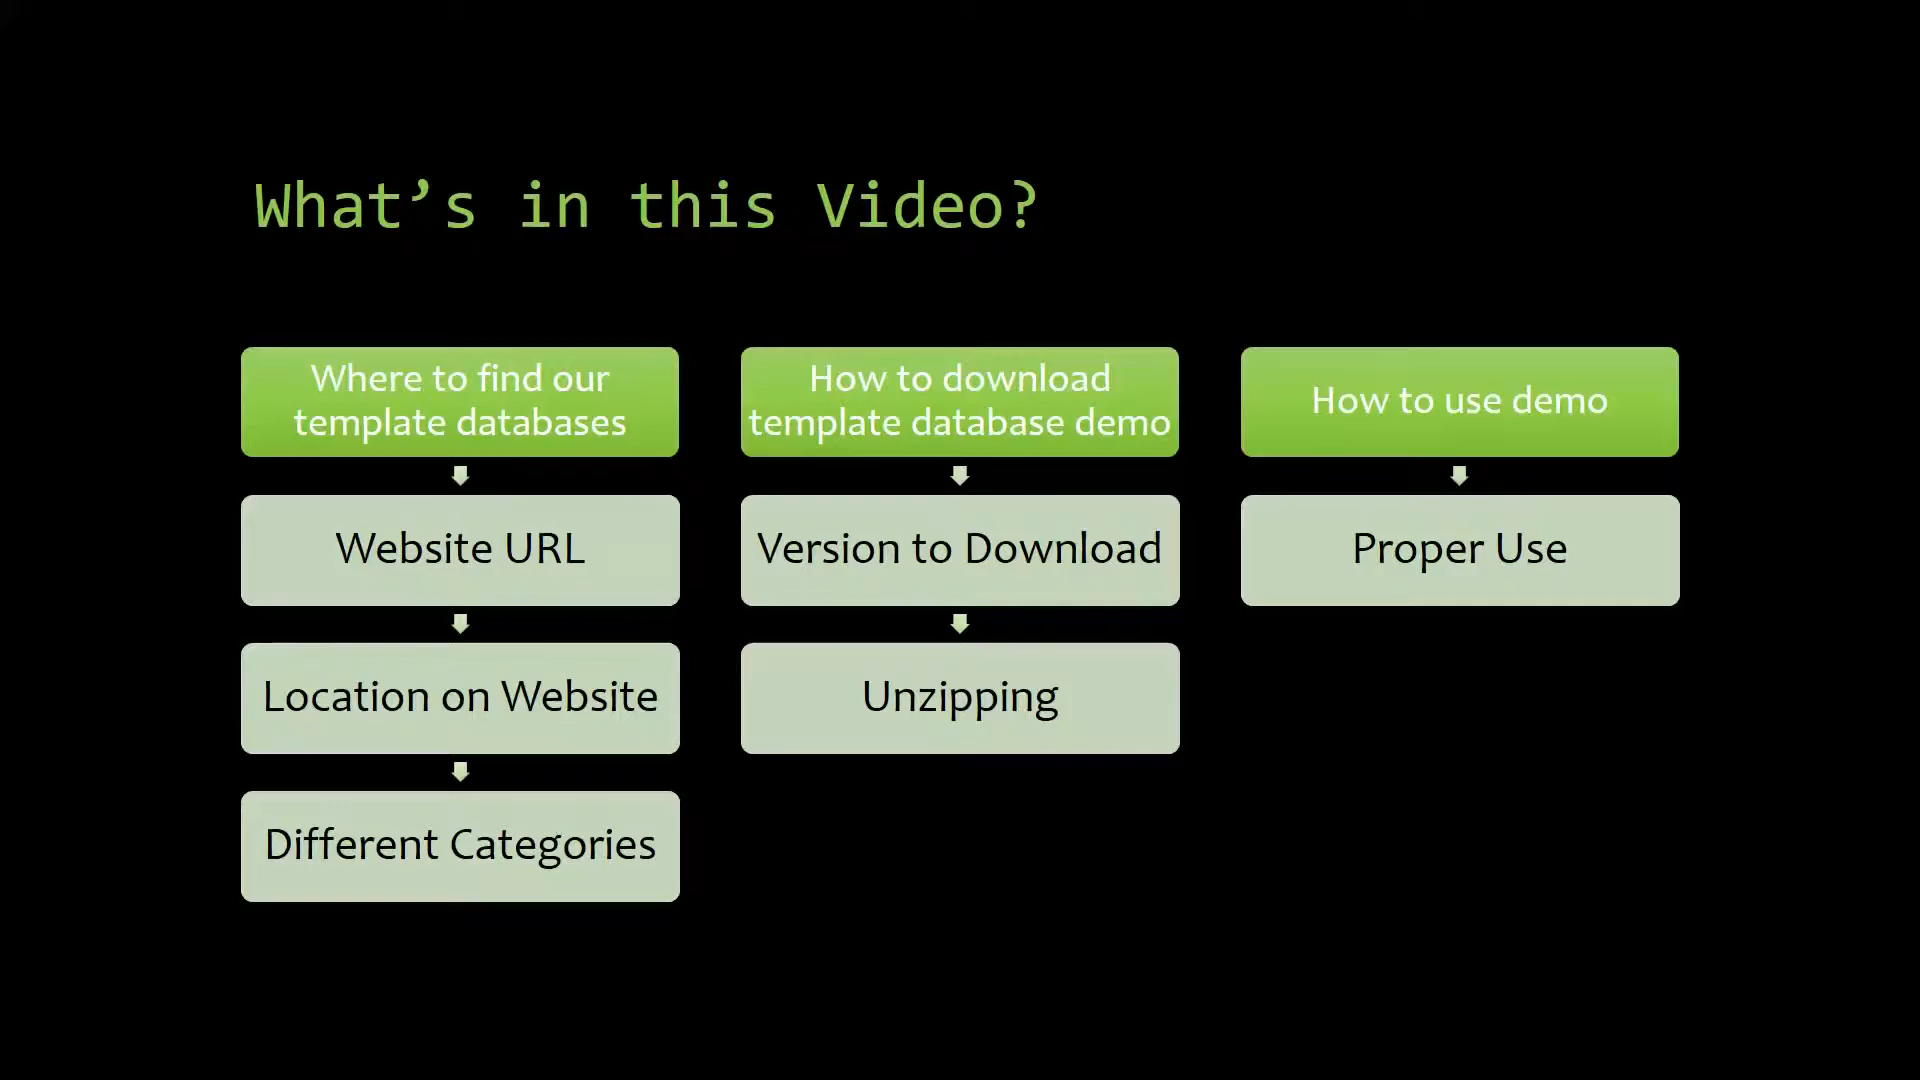 What’s in this Video?
Where to find our
template databases
Website URL
Location on Website
Different Categories
How to download
template database demo
Version to Download
Unzipping
How to use demo
Proper Use